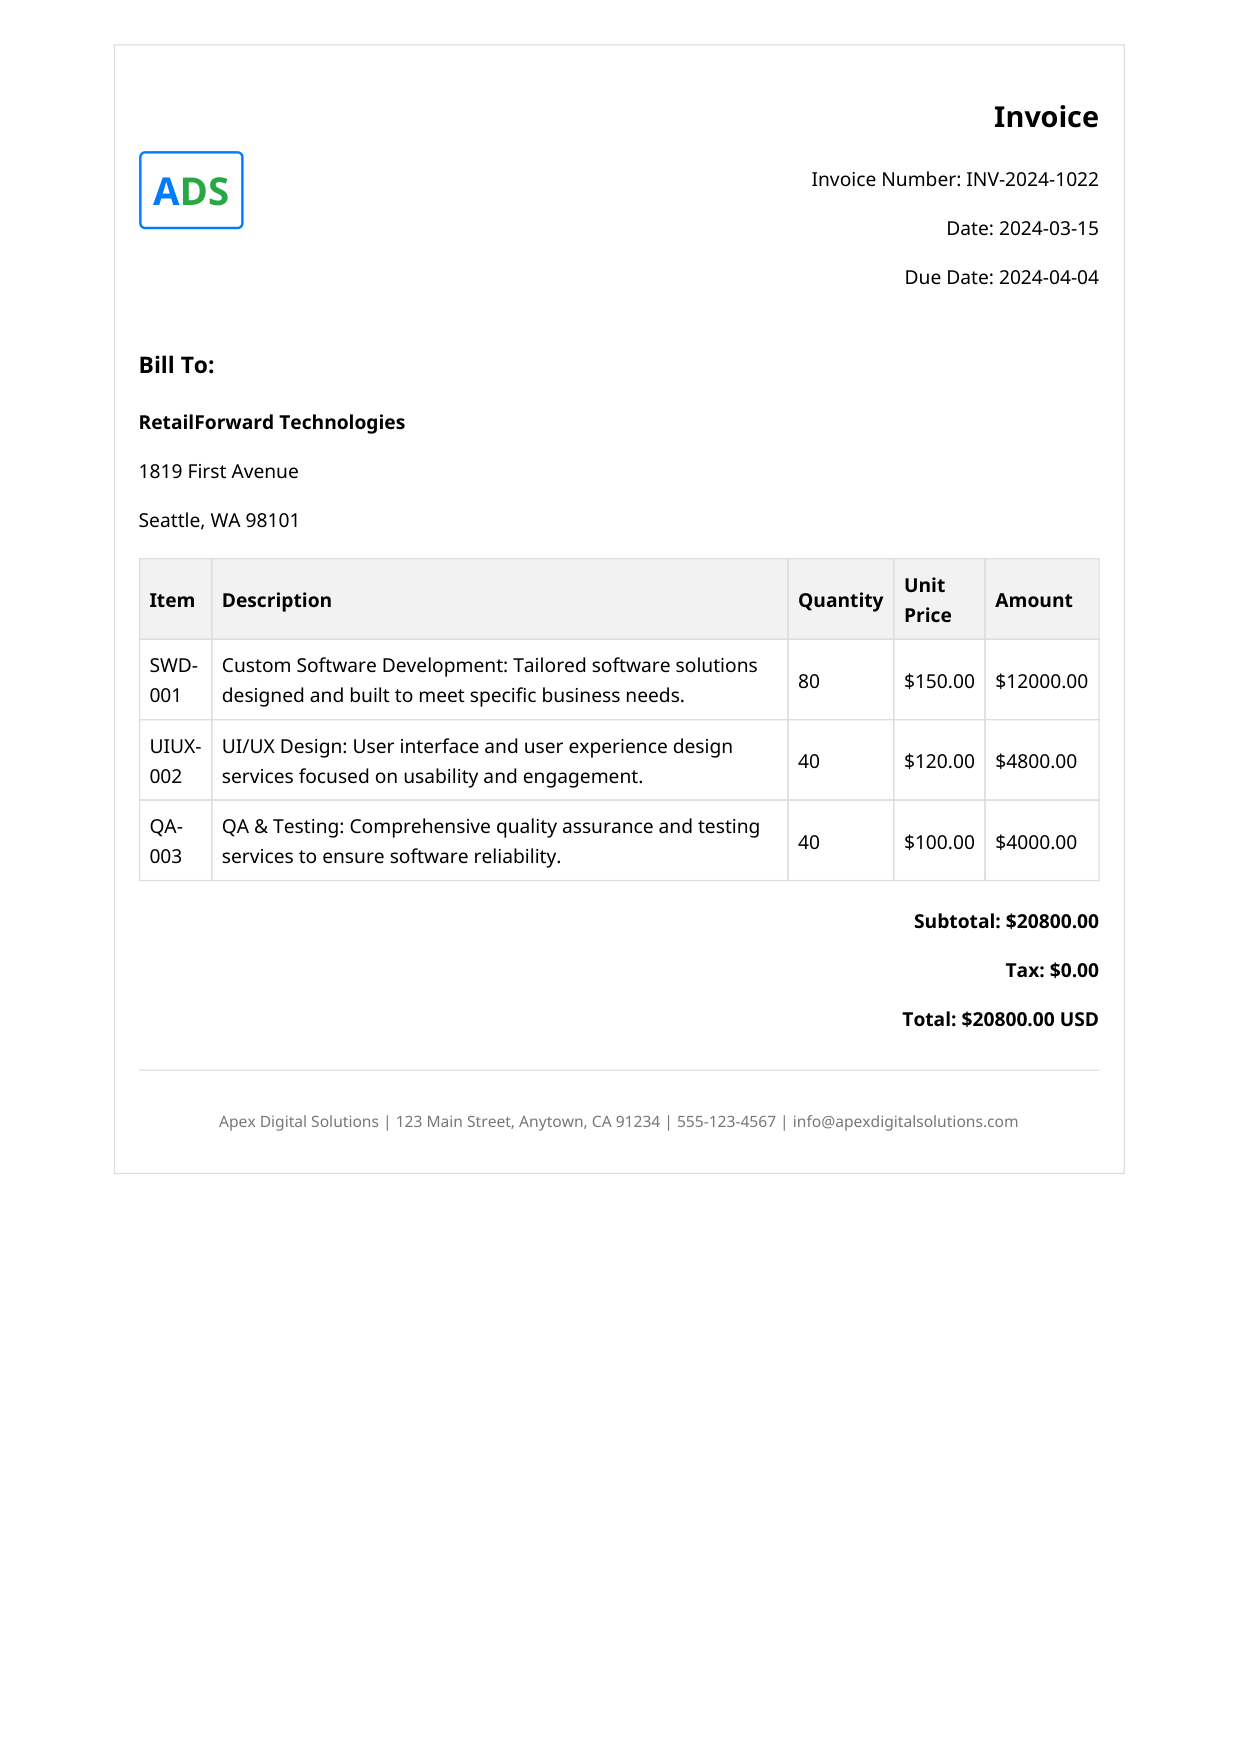 Invoice
ADS
Invoice Number: INV-2024-1022
Date: 2024-03-15
Due Date: 2024-04-04
Bill To:
RetailForward Technologies
1819 First Avenue
Seattle, WA 98101
Item Description Quantity Unit Price Amount
SWD-001 Custom Software Development: Tailored software solutions designed and built to meet specific business needs. 80 $150.00 $12000.00
UIUX-002 UI/UX Design: User interface and user experience design services focused on usability and engagement. 40 $120.00 $4800.00
QA-003 QA & Testing: Comprehensive quality assurance and testing services to ensure software reliability. 40 $100.00 $4000.00
Subtotal: $20800.00
Tax: $0.00
Total: $20800.00 USD
Apex Digital Solutions | 123 Main Street, Anytown, CA 91234 | 555-123-4567 | info@apexdigitalsolutions.com